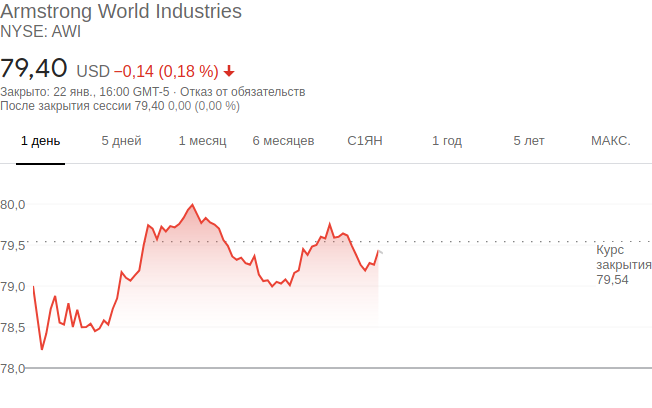 Armstrong World Industries
NYSE: AWI
79,40 USD −0,14 (0,18 %)
Закрыто: 22 янв., 16:00 GMT-5 · Отказ от обязательств
После закрытия сессии 79,40 0,00 (0,00 %)
1 день 5 дней 1 месяц 6 месяцев С1ЯН 1 год 5 лет МАКС.
80,0
79,5
Курс
закрытия
79,54
79,0
78,5
78,0